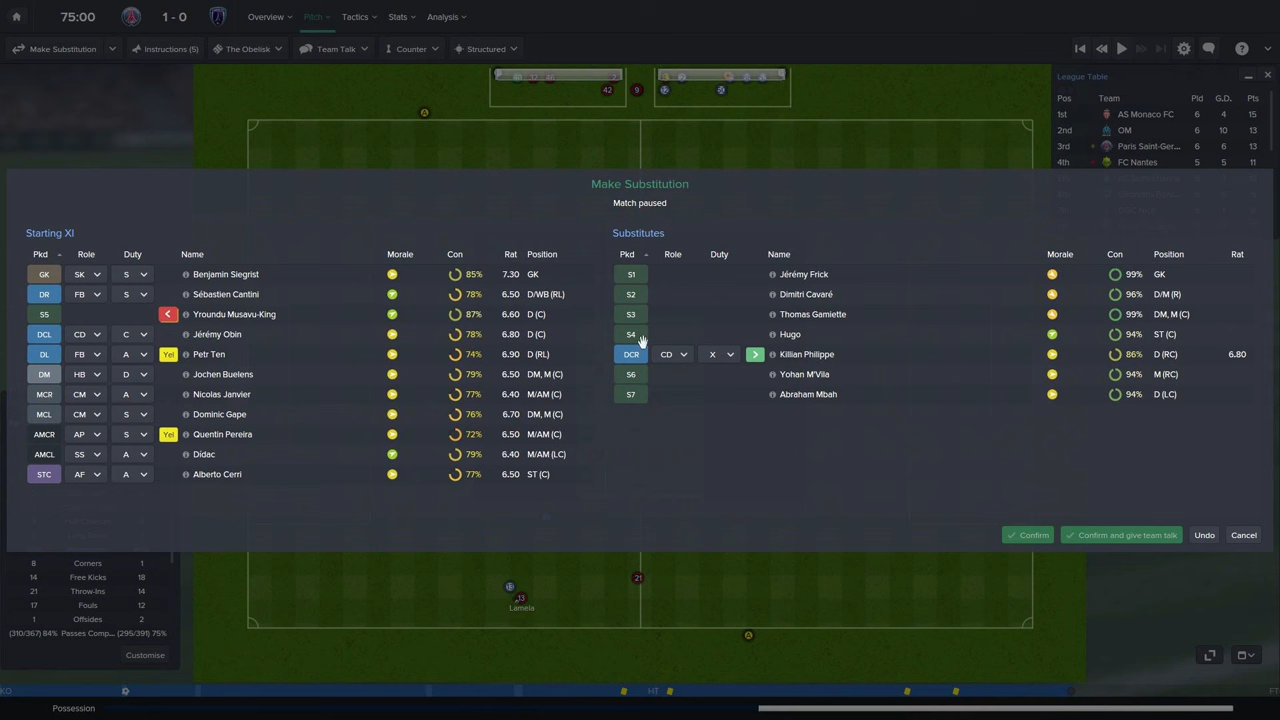 75:00 1 - 0 Overview Pitch Tactics Stats Analysis
Make Substitution Instructions (5) The Obelisk Team Talk Counter Structured
League Table
Pos Team Pld G.D. Pts
1st AS Monaco FC 6 4 15
2nd OM 6 10 13
3rd Paris Saint-Ger... 6 6 13
4th FC Nantes 5 5 11
42 9
Make Substitution
Match paused
Starting XI
Pkd Role Duty Name Morale Con Rat Position
GK SK S Benjamin Siegrist 85% 7.30 GK
DR FB S Sébastien Cantini 78% 6.50 D/WB (RL)
S5 Yroundu Musavu-King 87% 6.60 D (C)
DCL CD C Jérémy Obin 78% 6.80 D (C)
DL FB A Yel Petr Ten 74% 6.90 D (RL)
DM HB D Jochen Buelens 79% 6.50 DM, M (C)
MCR CM A Nicolas Janvier 77% 6.40 M/AM (C)
MCL CM S Dominic Gape 76% 6.70 DM, M (C)
AMCR AP S Yel Quentin Pereira 72% 6.50 M/AM (C)
AMCL SS A Dídac 79% 6.40 M/AM (LC)
STC AF A Alberto Cerri 77% 6.50 ST (C)
Substitutes
Pkd Role Duty Name Morale Con Position Rat
S1 Jérémy Frick 99% GK
S2 Dimitri Cavaré 96% D/M (R)
S3 Thomas Gamiette 99% DM, M (C)
S4 Hugo 94% ST (C)
DCR CD X Killian Philippe 86% D (RC) 6.80
S6 Yohan M'Vila 94% M (RC)
S7 Abraham Mbah 94% D (LC)
Confirm Confirm and give team talk Undo Cancel
8 Corners 1
14 Free Kicks 18
21 Throw-Ins 14
17 Fouls 12
1 Offsides 2
(310/367) 84% Passes Comp... (295/391) 75%
Customise
21
13
Lamela
KO HT FT
Possession